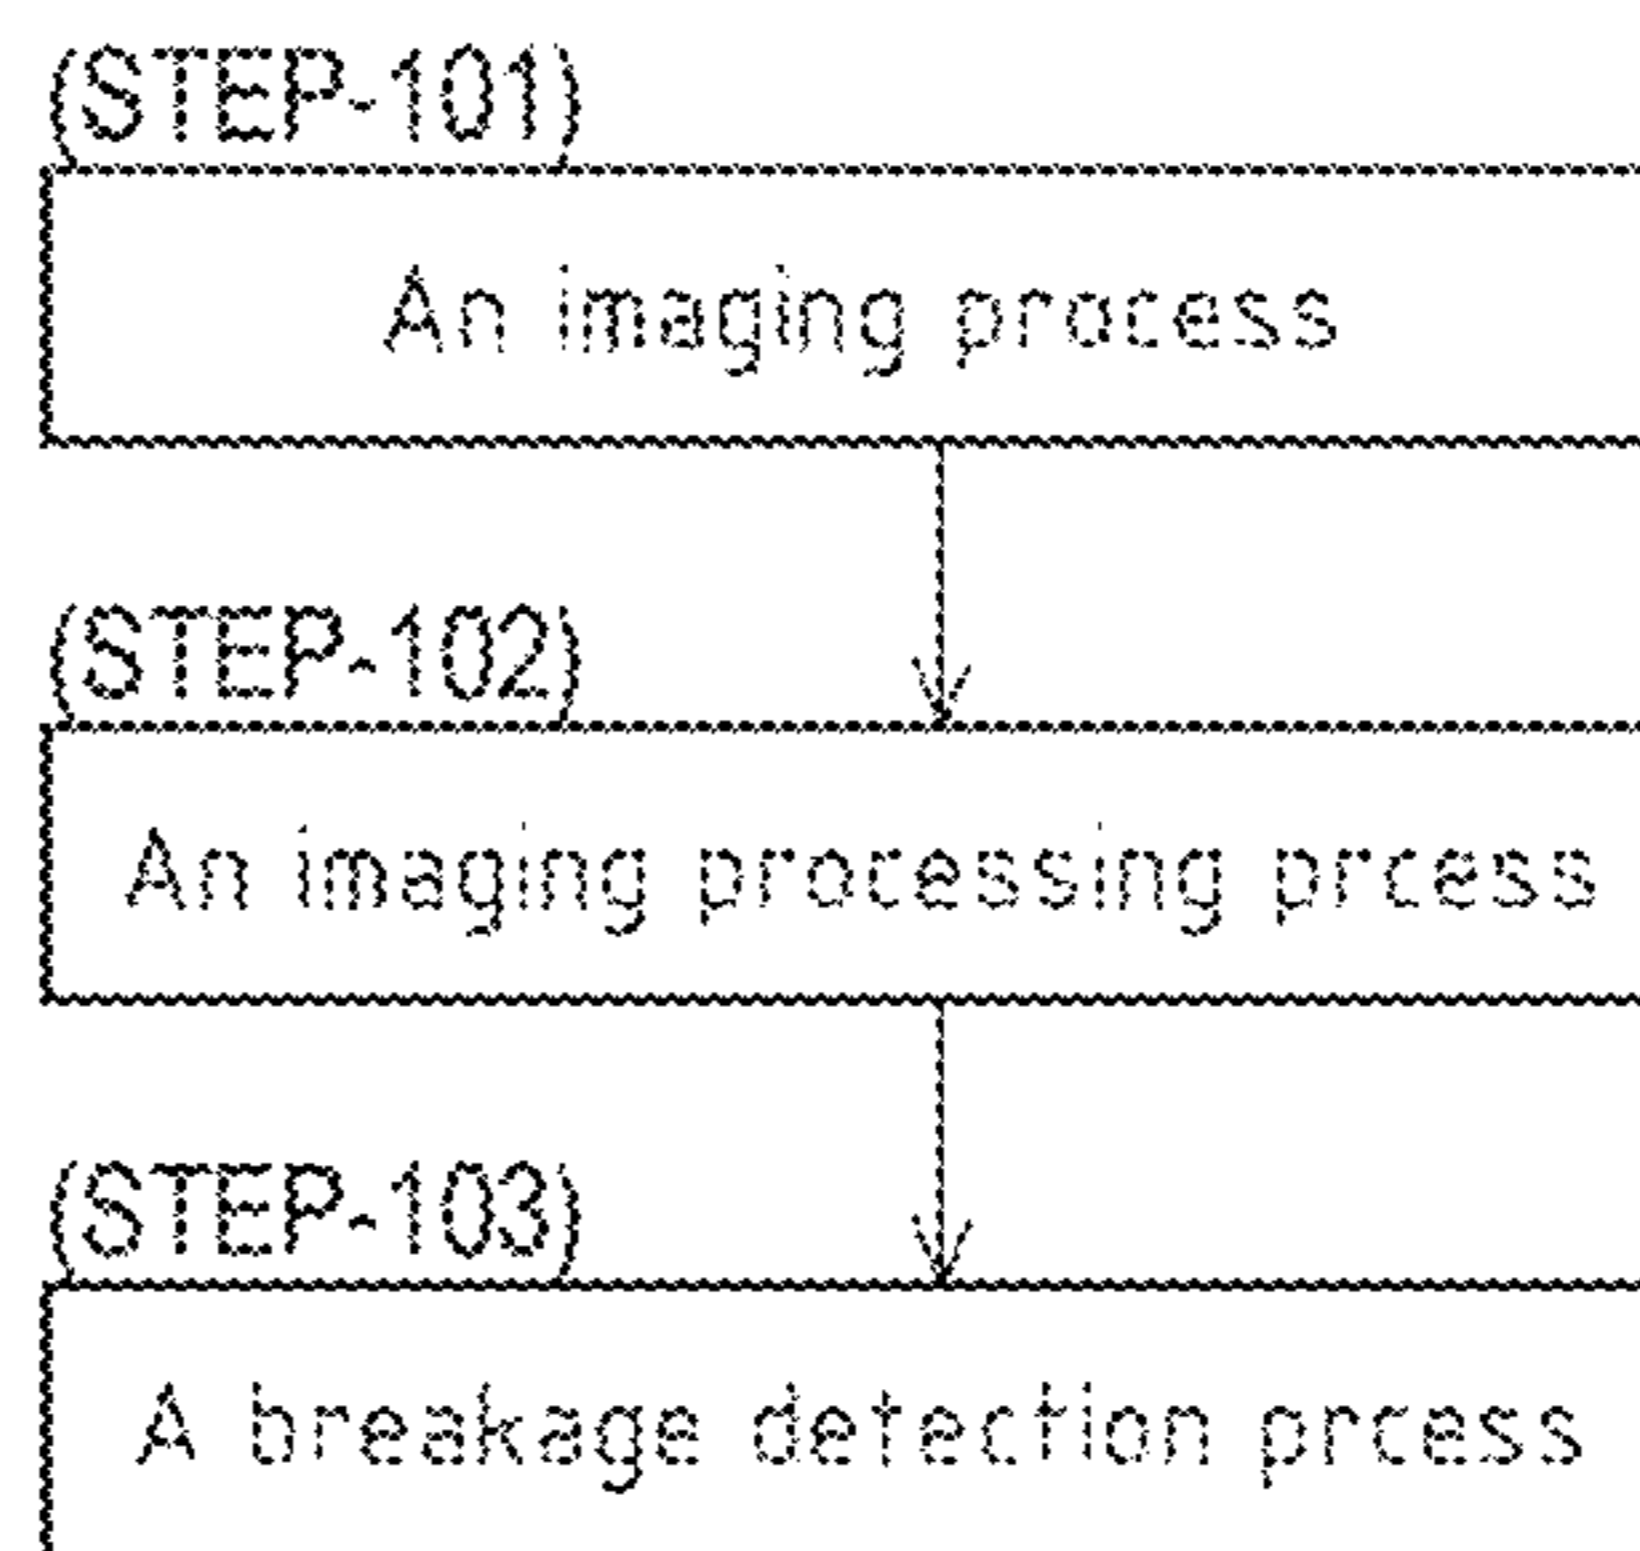 (STEP-101)
An imaging process
(STEP-102)
An imaging processing prcess
(STEP-103)
A breakage detection prcess